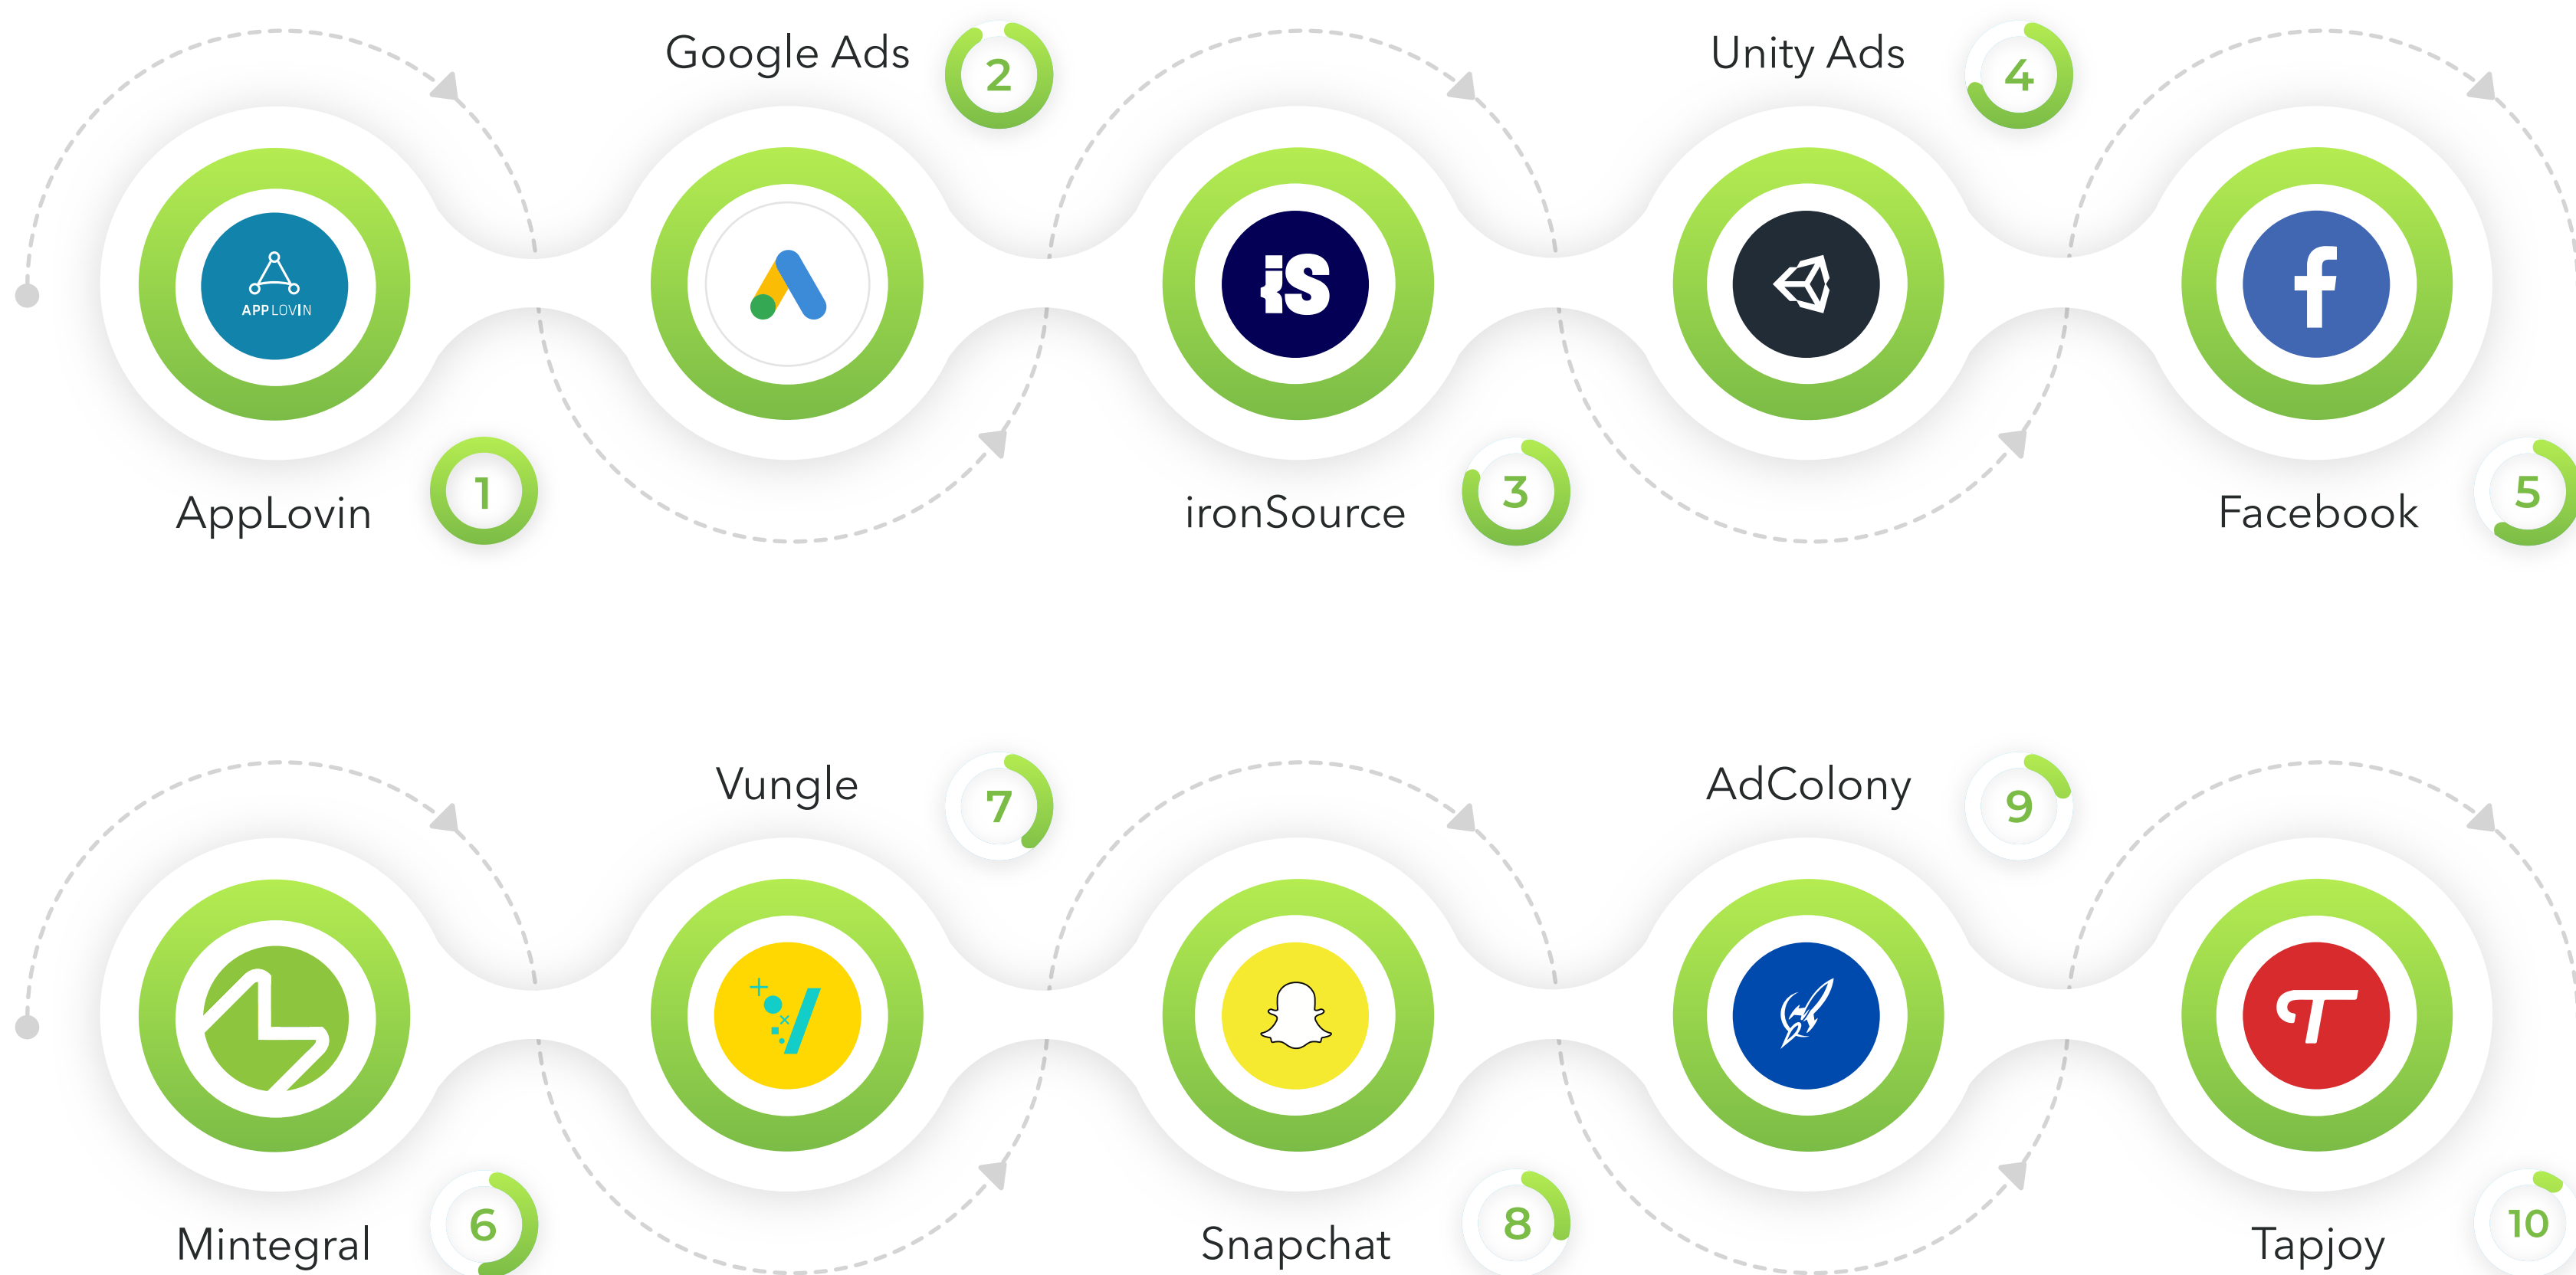 Google Ads
2
Unity Ads
4
APPLOVIN
iS
f
AppLovin
1
ironSource
3
Facebook
5
Vungle
7
AdColony
9
T
Mintegral
6
Snapchat
8
Tapjoy
10